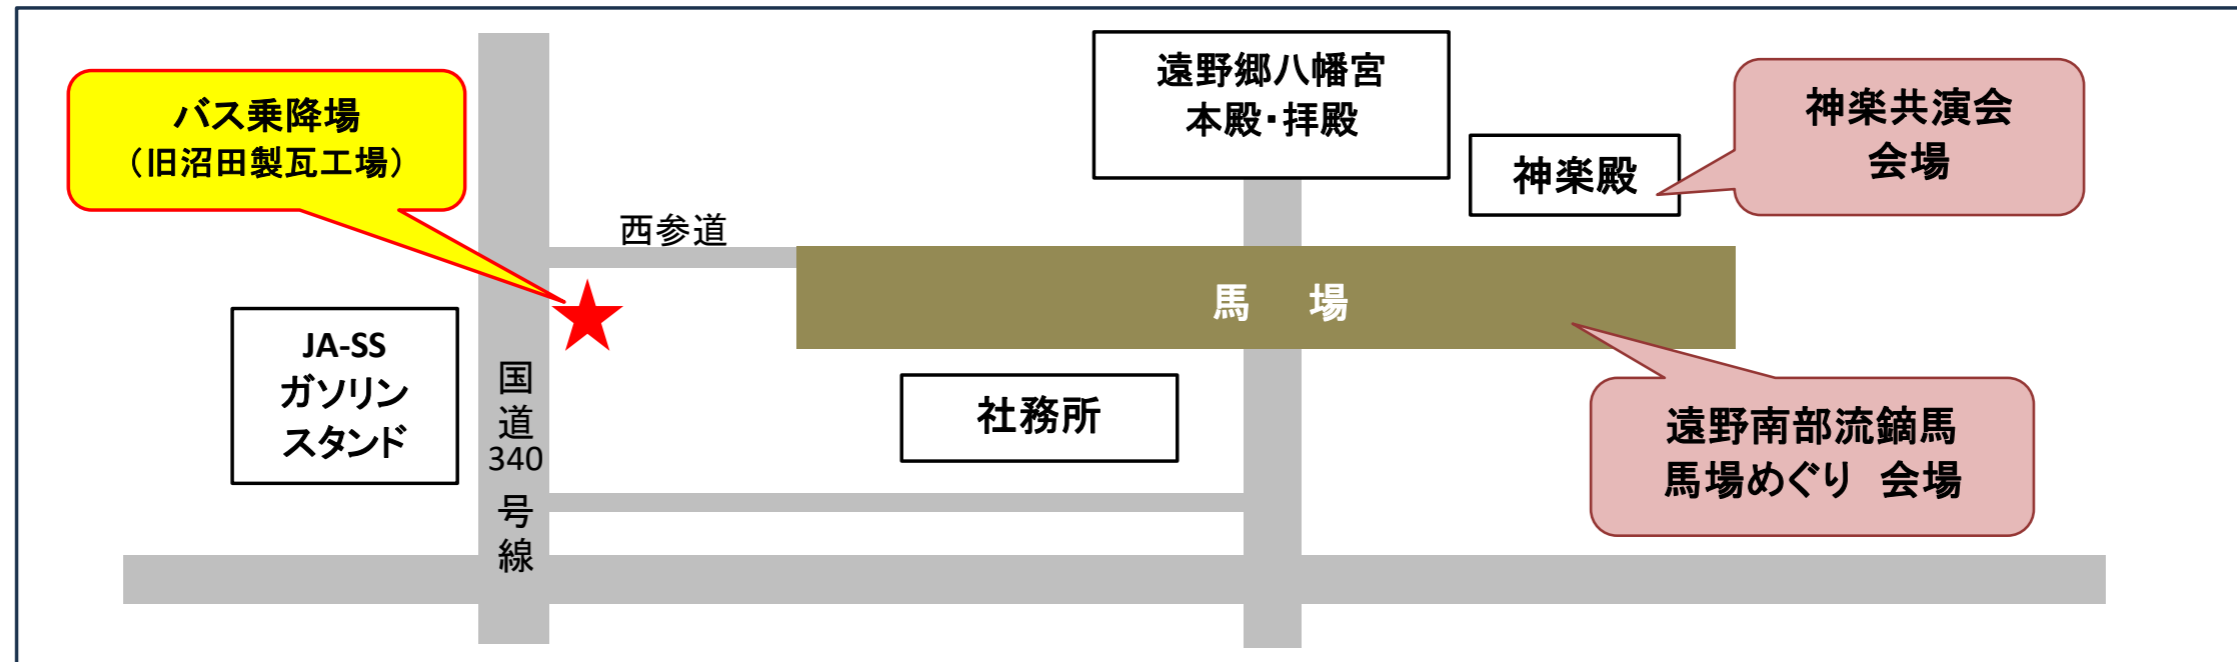 バス乗降場
（旧沼田製瓦工場）
遠野郷八幡宮
本殿・拝殿
神楽共演会
会場
神楽殿
西参道
馬　場
JA-SS
ガソリン
スタンド
国道340号線
社務所
遠野南部流鏑馬
馬場めぐり　会場